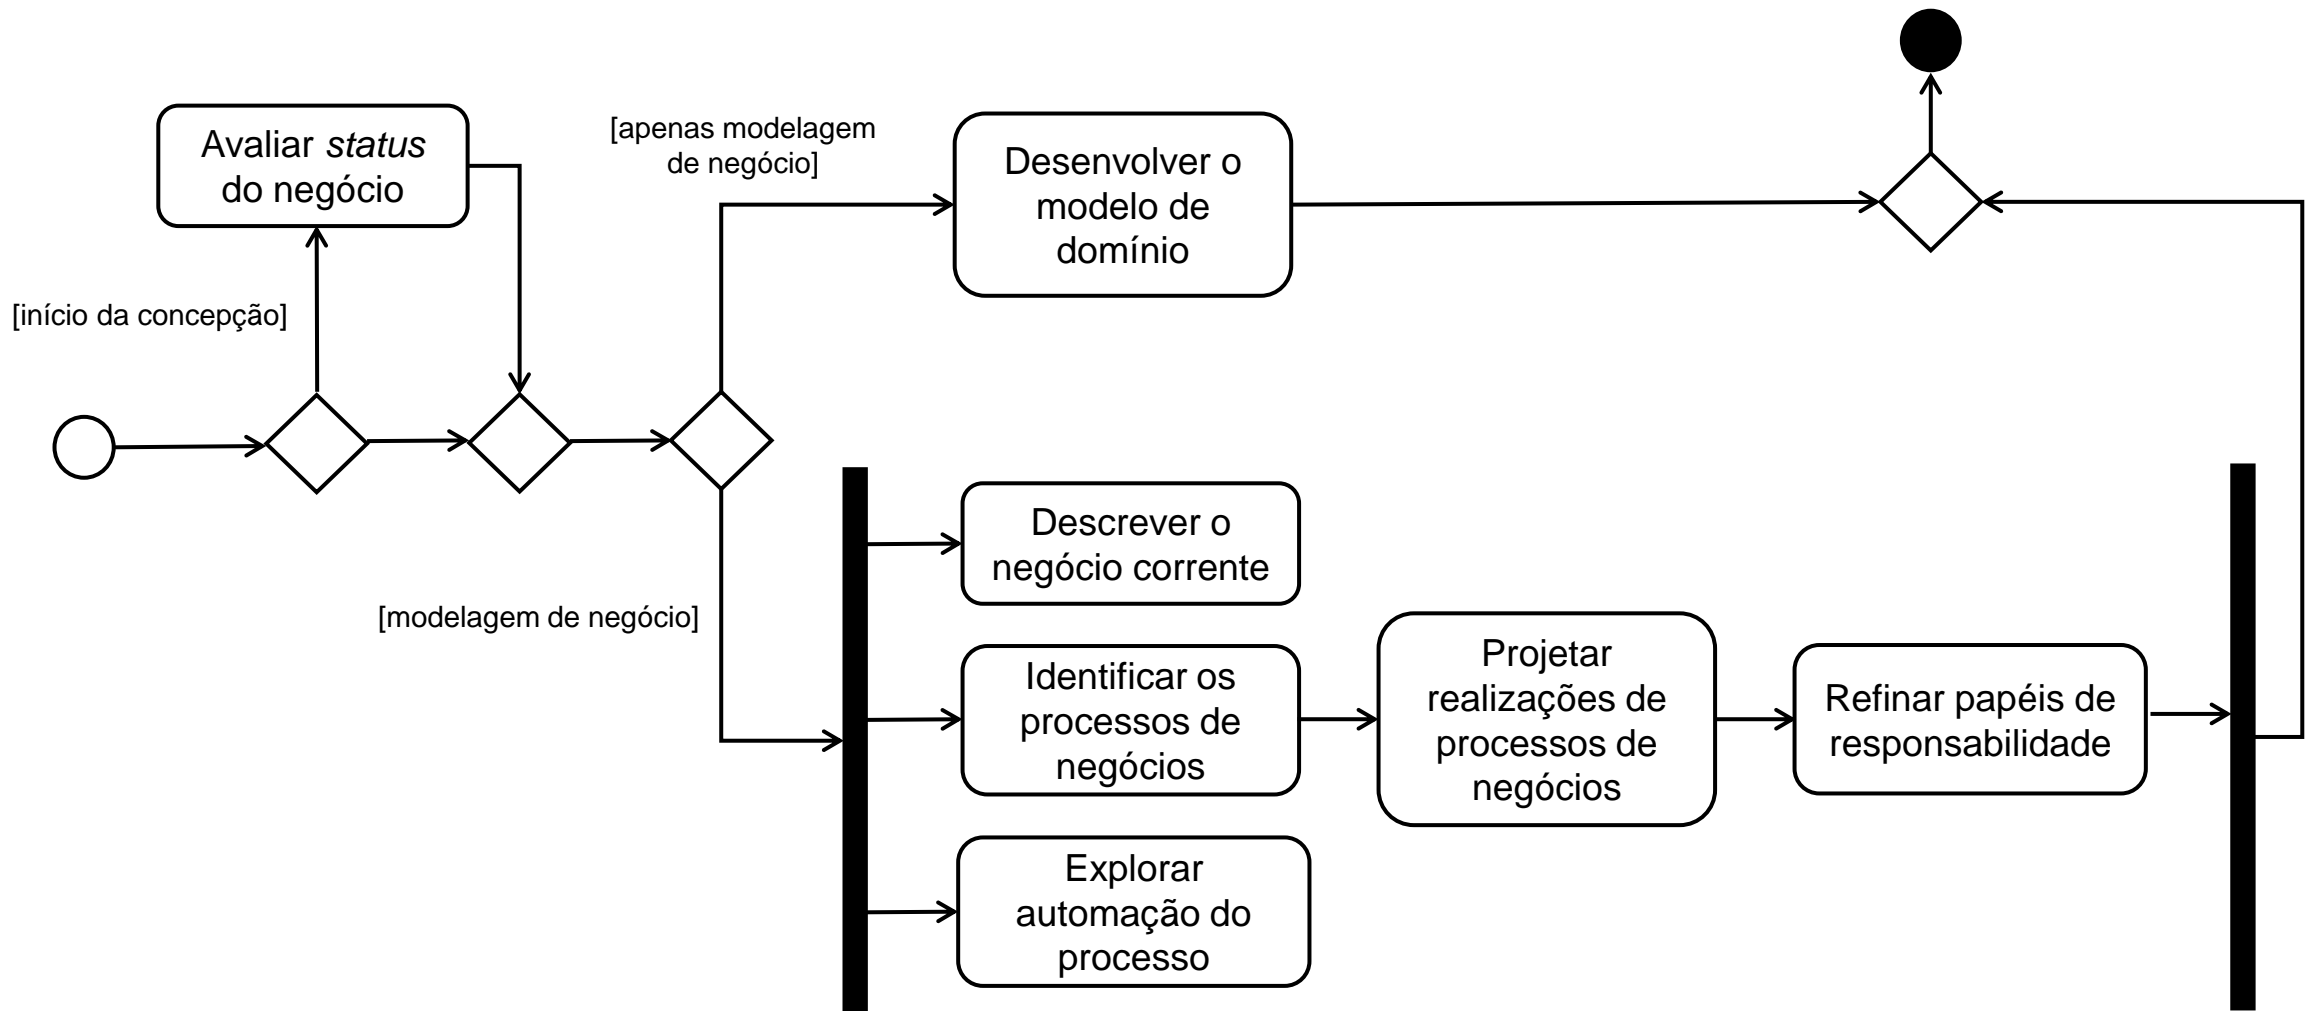 Avaliar status
do negócio
[início da concepção]
[apenas modelagem
de negócio]
Desenvolver o
modelo de
domínio
[modelagem de negócio]
Descrever o
negócio corrente
Identificar os
processos de
negócios
Explorar
automação do
processo
Projetar
realizações de
processos de
negócios
Refinar papéis de
responsabilidade